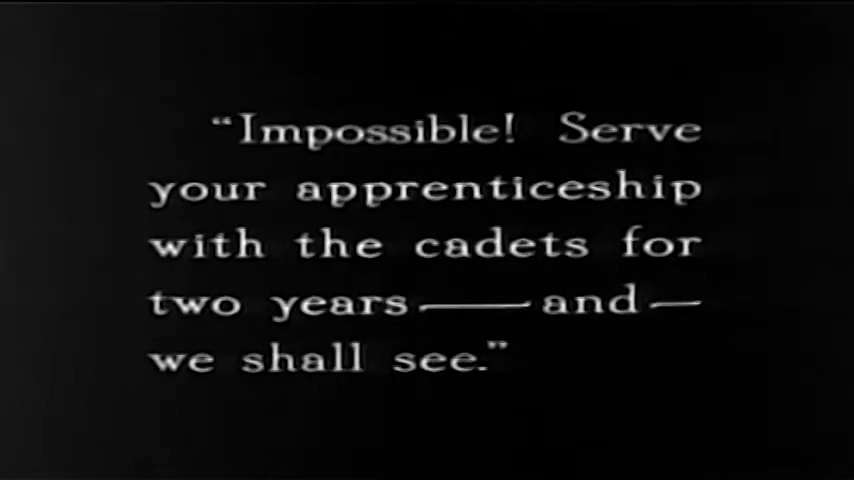 “Impossible! Serve
your apprenticeship
with the cadets for
two years——and—
we shall see.”